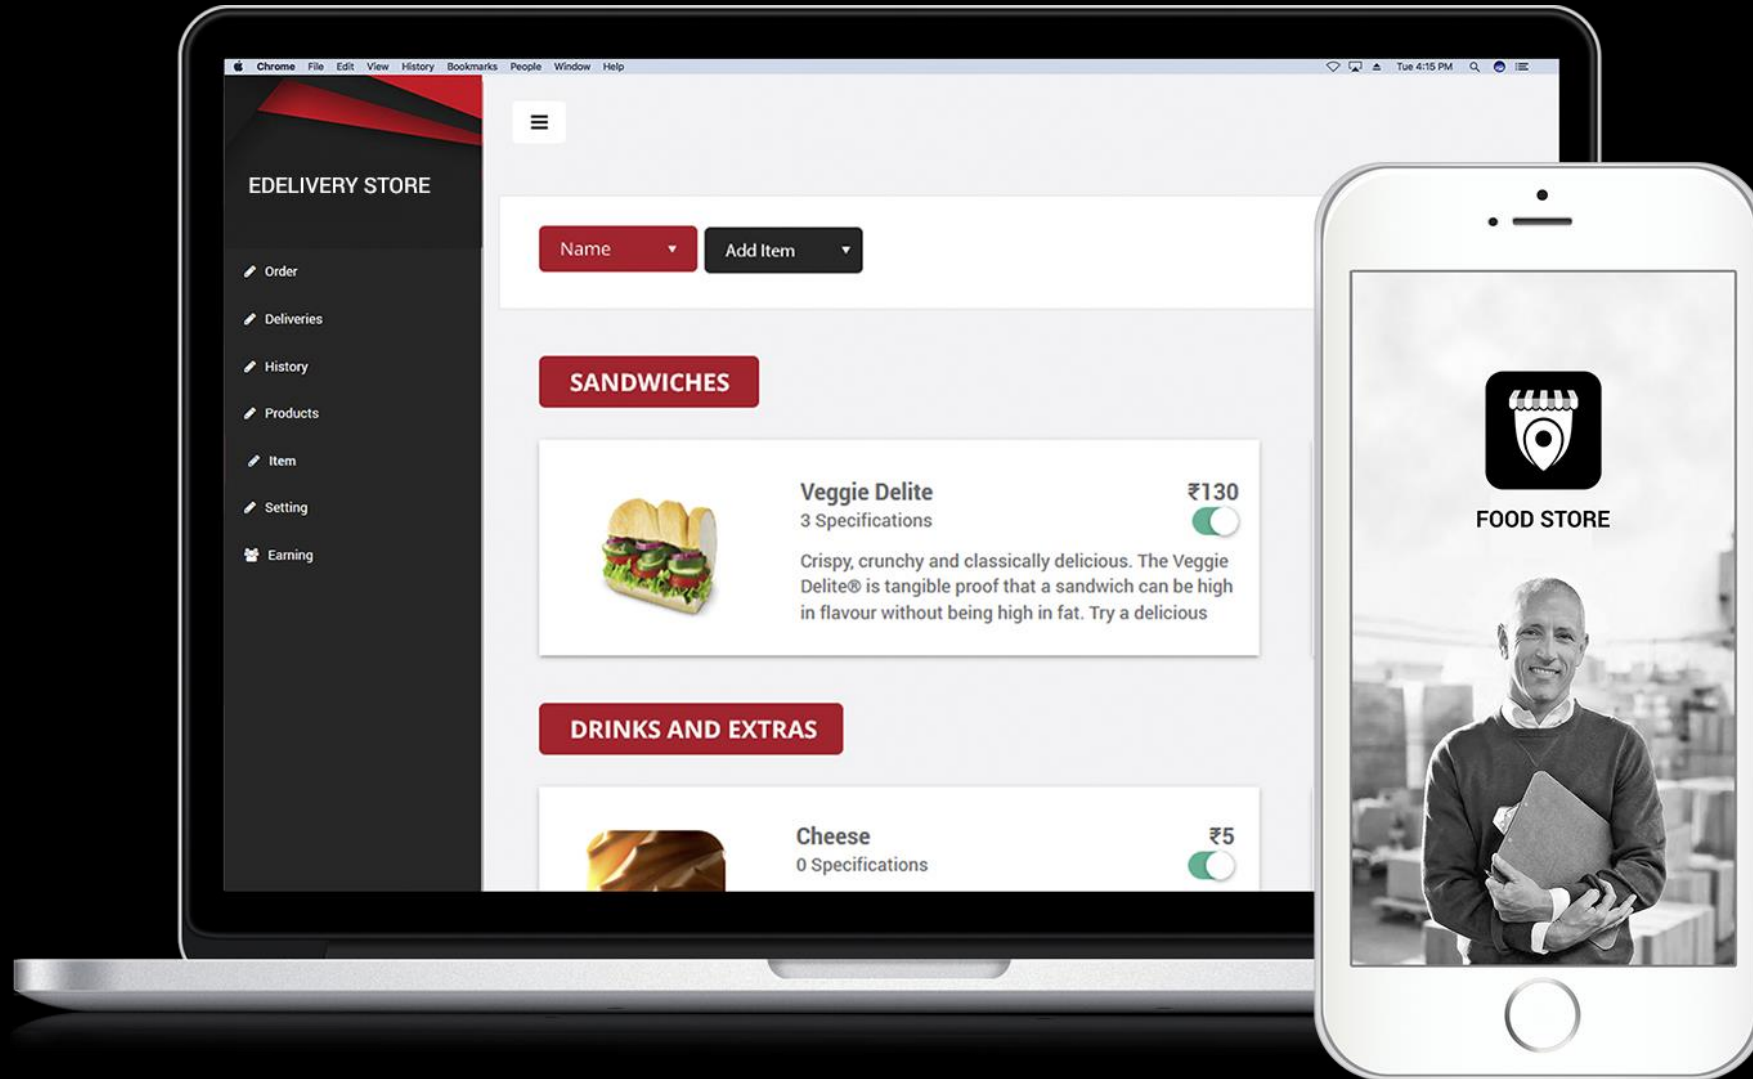 Chrome File Edit View History Bookmarks People Window Help
Tue 4:15 PM
EDELIVERY STORE
Order
Deliveries
History
Products
Item
Setting
Earning
Name
Add Item
SANDWICHES
Veggie Delite
₹130
3 Specifications
Crispy, crunchy and classically delicious. The Veggie
Delite® is tangible proof that a sandwich can be high
in flavour without being high in fat. Try a delicious
DRINKS AND EXTRAS
Cheese
₹5
0 Specifications
FOOD STORE